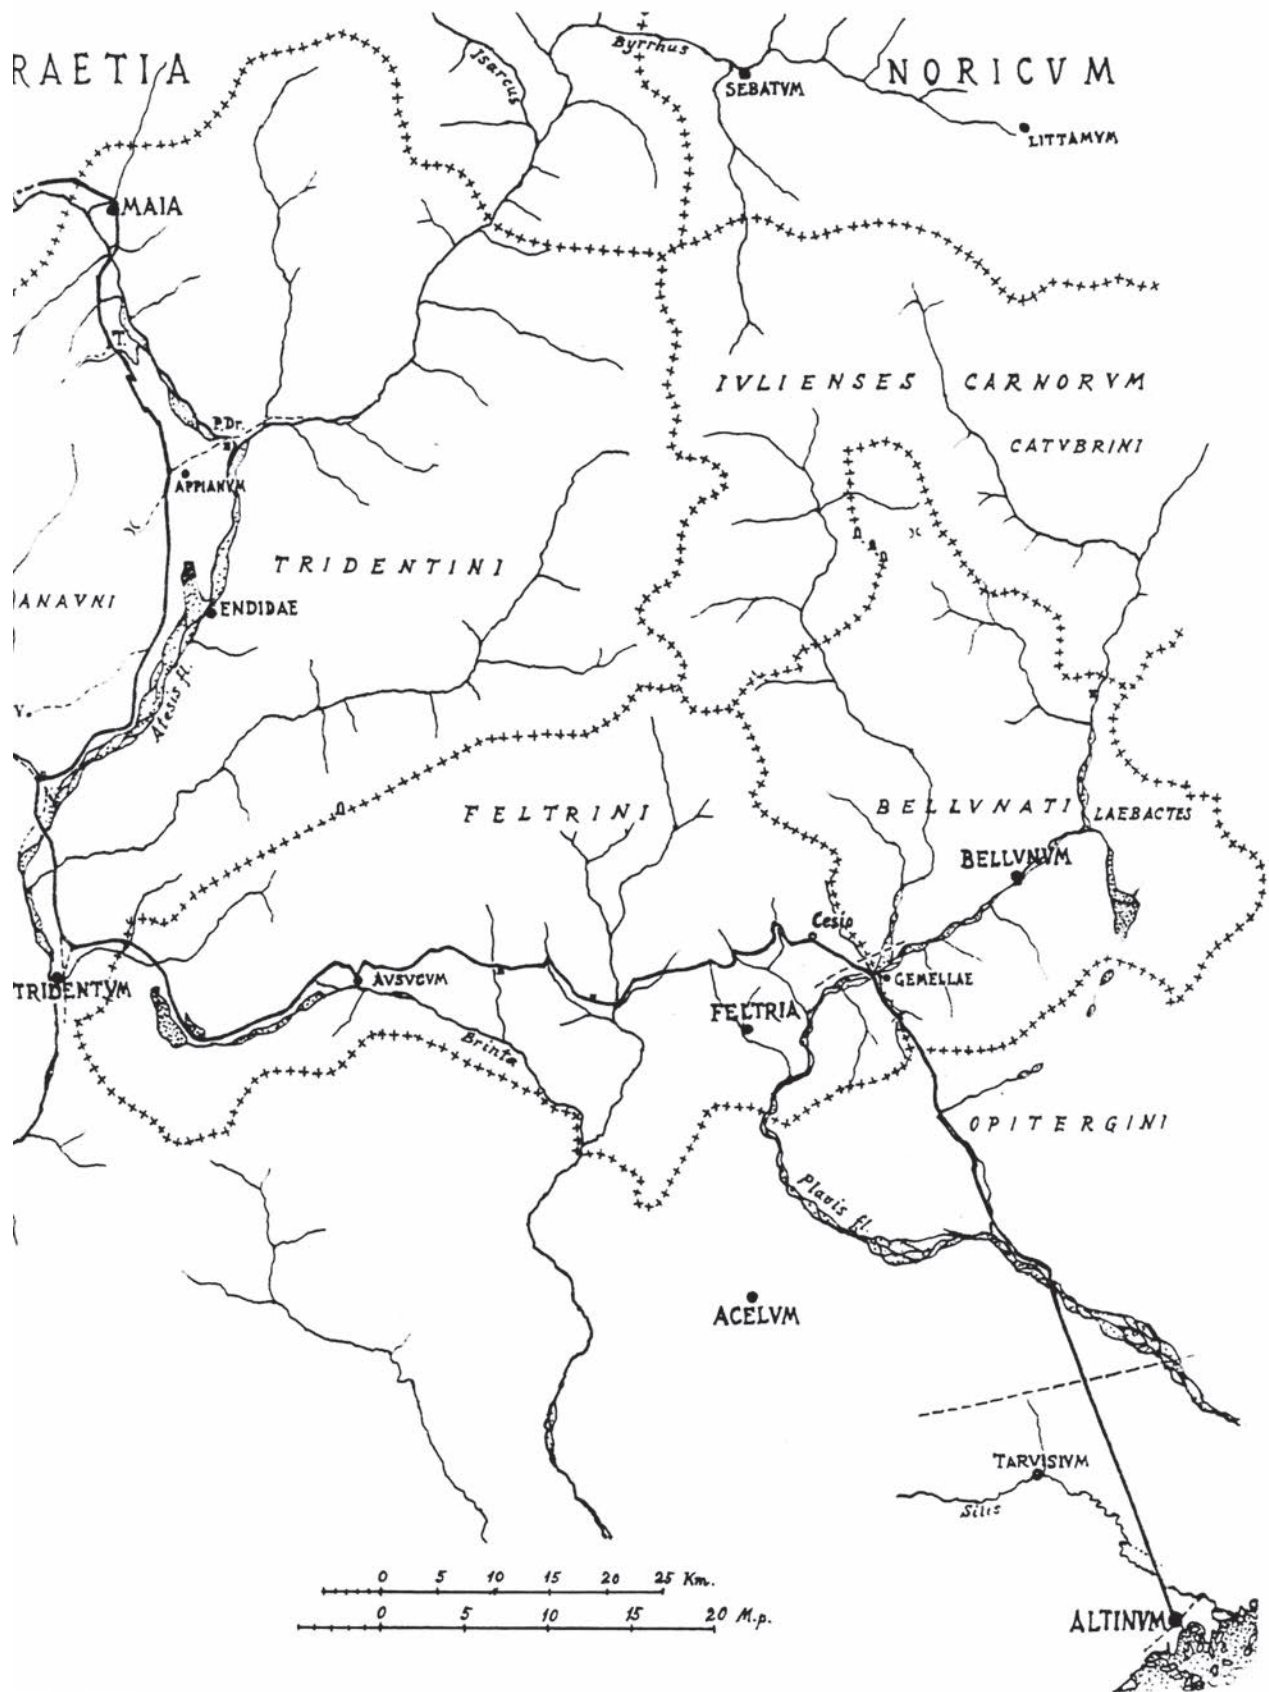 Byrrhus
RAETIA
Isarcus
SEBATVM
NORICVM
LITTAMVM
MAIA
T.
IVLIENSES CARNORVM
P.Dr.
CATVBRINI
APPIANVM
TRIDENTINI
ANAVNI
ENDIDAE
Atesis fl.
V.
FELTRINI
BELLVNATI
LAEBACTES
BELLVNVM
Cesio
TRIDENTVM
AVSVCVM
GEMELLAE
FELTRIA
Brinta
OPITERGINI
Plavis fl.
ACELVM
TARVISIVM
Silis
0 5 10 15 20 25 Km.
0 5 10 15 20 M.p.
ALTINVM